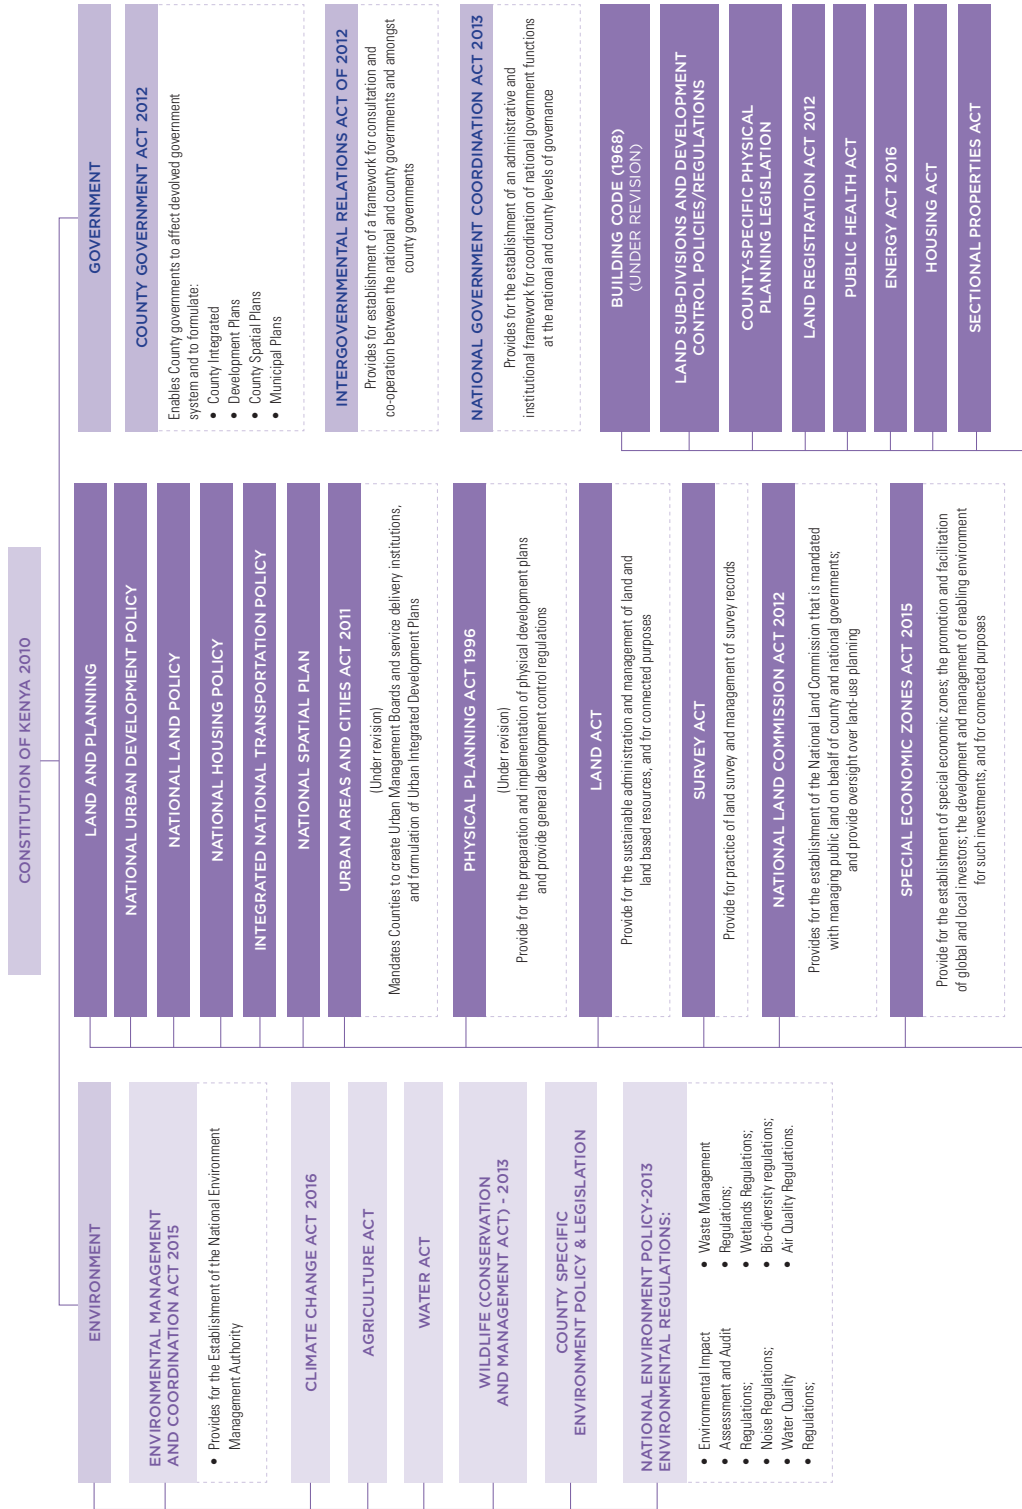 CONSTITUTION OF KENYA 2010
ENVIRONMENT
ENVIRONMENTAL MANAGEMENT
AND COORDINATION ACT 2015
• Provides for the Establishment of the National Environment
Management Authority
CLIMATE CHANGE ACT 2016
AGRICULTURE ACT
WATER ACT
WILDLIFE (CONSERVATION
AND MANAGEMENT ACT) - 2013
COUNTY SPECIFIC
ENVIRONMENT POLICY & LEGISLATION
NATIONAL ENVIRONMENT POLICY-2013
ENVIRONMENTAL REGULATIONS:
• Environmental Impact
• Assessment and Audit
• Regulations;
• Noise Regulations;
• Water Quality
• Regulations;
• Waste Management
• Regulations;
• Wetlands Regulations;
• Bio-diversity regulations;
• Air Quality Regulations.
LAND AND PLANNING
NATIONAL URBAN DEVELOPMENT POLICY
NATIONAL LAND POLICY
NATIONAL HOUSING POLICY
INTEGRATED NATIONAL TRANSPORTATION POLICY
NATIONAL SPATIAL PLAN
URBAN AREAS AND CITIES ACT 2011
(Under revision)
Mandates Counties to create Urban Management Boards and service delivery institutions,
and formulation of Urban Integrated Development Plans
PHYSICAL PLANNING ACT 1996
(Under revision)
Provide for the preparation and implementation of physical development plans
and provide general development control regulations
LAND ACT
Provide for the sustainable administration and management of land and
land based resources, and for connected purposes
SURVEY ACT
Provide for practice of land survey and management of survey records
NATIONAL LAND COMMISSION ACT 2012
Provides for the establishment of the National Land Commission that is mandated
with managing public land on behalf of county and national governments;
and provide oversight over land-use planning
SPECIAL ECONOMIC ZONES ACT 2015
Provide for the establishment of special economic zones; the promotion and facilitation
of global and local investors; the development and management of enabling environment
for such investments, and for connected purposes
GOVERNMENT
COUNTY GOVERNMENT ACT 2012
Enables County governments to affect devolved government
system and to formulate:
• County Integrated
• Development Plans
• County Spatial Plans
• Municipal Plans
INTERGOVERNMENTAL RELATIONS ACT OF 2012
Provides for establishment of a framework for consultation and
co-operation between the national and county governments and amongst
county governments
NATIONAL GOVERNMENT COORDINATION ACT 2013
Provides for the establishment of an administrative and
institutional framework for coordination of national government functions
at the national and county levels of governance
BUILDING CODE (1968)
(UNDER REVISION)
LAND SUB-DIVISIONS AND DEVELOPMENT
CONTROL POLICIES/REGULATIONS
COUNTY-SPECIFIC PHYSICAL
PLANNING LEGISLATION
LAND REGISTRATION ACT 2012
PUBLIC HEALTH ACT
ENERGY ACT 2016
HOUSING ACT
SECTIONAL PROPERTIES ACT